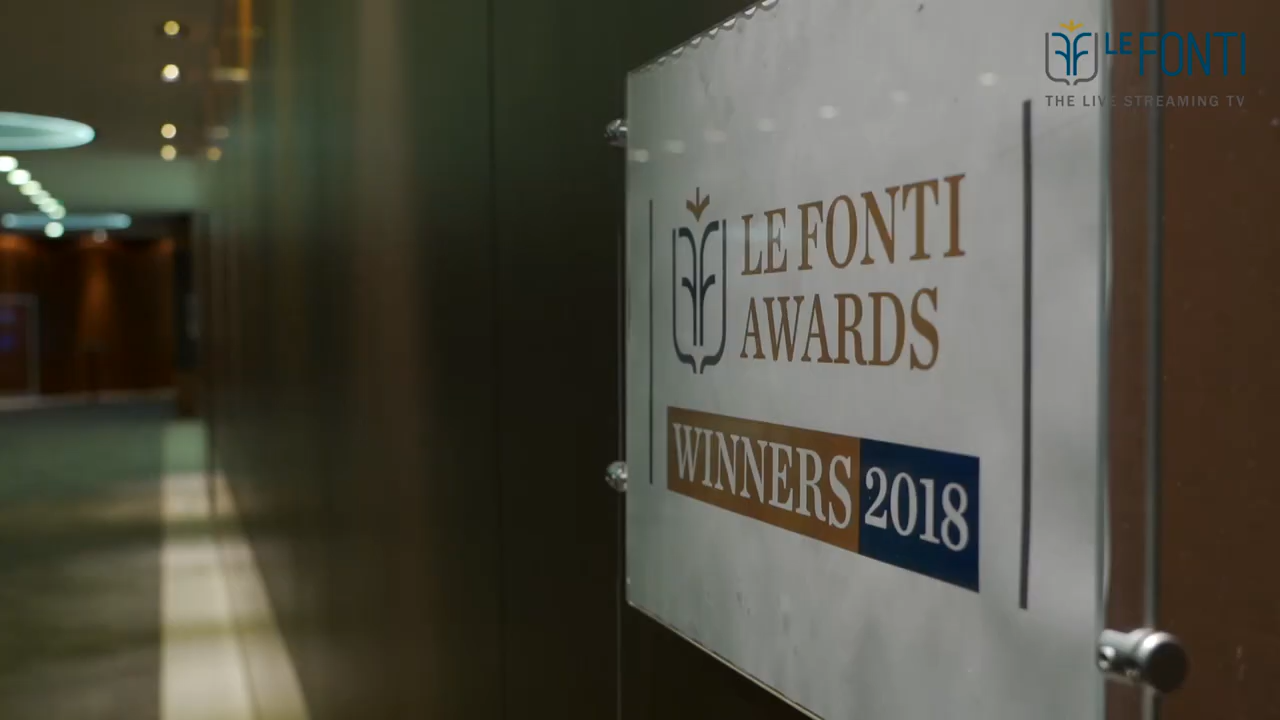 LE FONTI
THE LIVE STREAMING TV
LE FONTI
AWARDS
WINNERS 2018